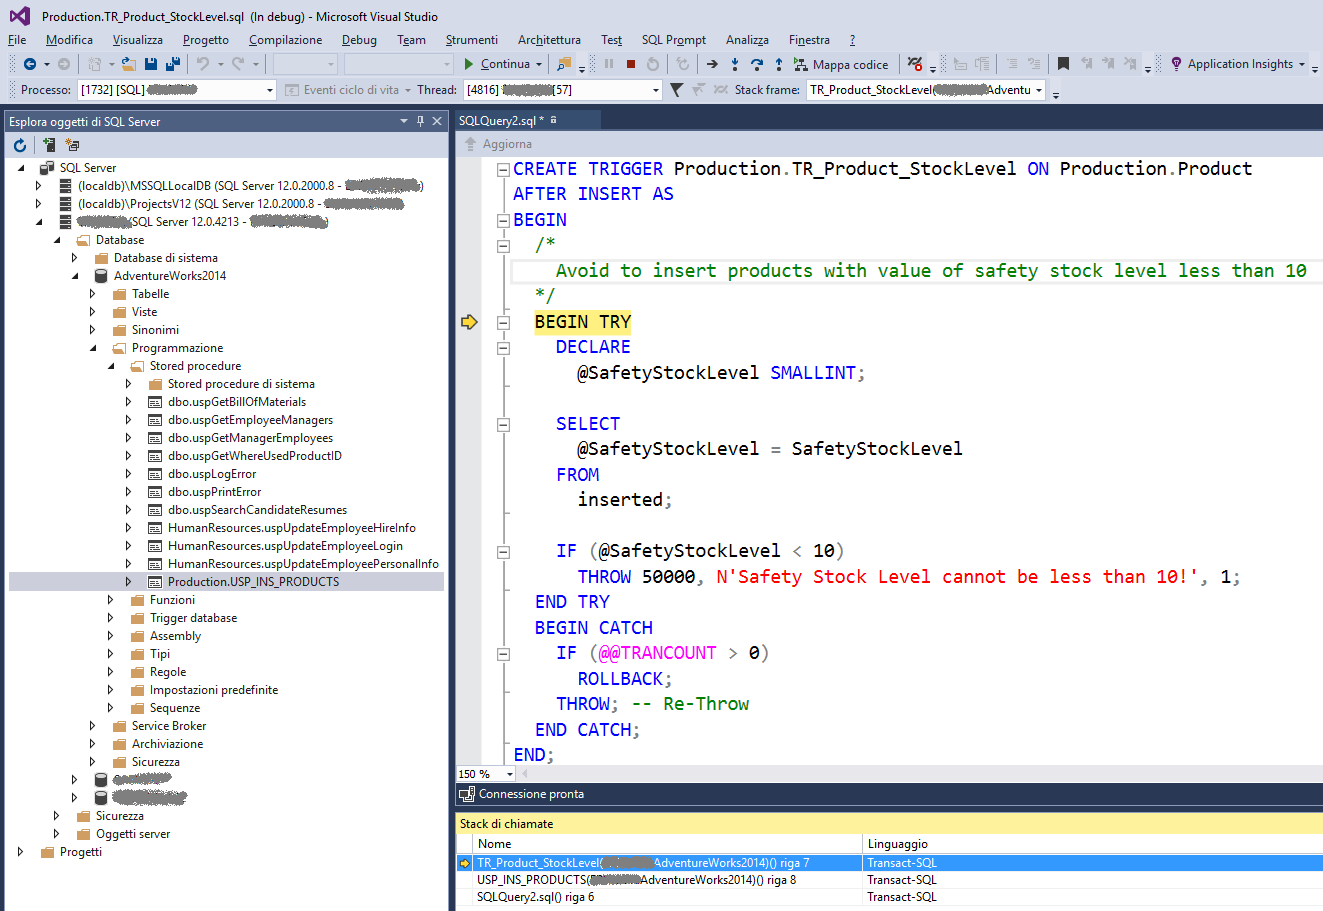 Production.TR_Product_StockLevel.sql (In debug) - Microsoft Visual Studio
File Modifica Visualizza Progetto Compilazione Debug Team Strumenti Architettura Test SQL Prompt Analizza Finestra ?
Continua Mappa codice Application Insights
Processo: [1732] [SQL] Eventi ciclo di vita Thread: [4816] [57] Stack frame: TR_Product_StockLevel( Adventu
Esplora oggetti di SQL Server
SQL Server
(localdb)\MSSQLLocalDB (SQL Server 12.0.2000.8 - )
(localdb)\ProjectsV12 (SQL Server 12.0.2000.8 -
(SQL Server 12.0.4213 - )
Database
Database di sistema
AdventureWorks2014
Tabelle
Viste
Sinonimi
Programmazione
Stored procedure
Stored procedure di sistema
dbo.uspGetBillOfMaterials
dbo.uspGetEmployeeManagers
dbo.uspGetManagerEmployees
dbo.uspGetWhereUsedProductID
dbo.uspLogError
dbo.uspPrintError
dbo.uspSearchCandidateResumes
HumanResources.uspUpdateEmployeeHireInfo
HumanResources.uspUpdateEmployeeLogin
HumanResources.uspUpdateEmployeePersonalInfo
Production.USP_INS_PRODUCTS
Funzioni
Trigger database
Assembly
Tipi
Regole
Impostazioni predefinite
Sequenze
Service Broker
Archiviazione
Sicurezza
Sicurezza
Oggetti server
Progetti
SQLQuery2.sql *
Aggiorna
CREATE TRIGGER Production.TR_Product_StockLevel ON Production.Product
AFTER INSERT AS
BEGIN
/*
Avoid to insert products with value of safety stock level less than 10
*/
BEGIN TRY
DECLARE
@SafetyStockLevel SMALLINT;
SELECT
@SafetyStockLevel = SafetyStockLevel
FROM
inserted;
IF (@SafetyStockLevel < 10)
THROW 50000, N'Safety Stock Level cannot be less than 10!', 1;
END TRY
BEGIN CATCH
IF (@@TRANCOUNT > 0)
ROLLBACK;
THROW; -- Re-Throw
END CATCH;
END;
150 %
Connessione pronta
Stack di chiamate
Nome Linguaggio
TR_Product_StockLevel( AdventureWorks2014)() riga 7 Transact-SQL
USP_INS_PRODUCTS( AdventureWorks2014)() riga 8 Transact-SQL
SQLQuery2.sql() riga 6 Transact-SQL